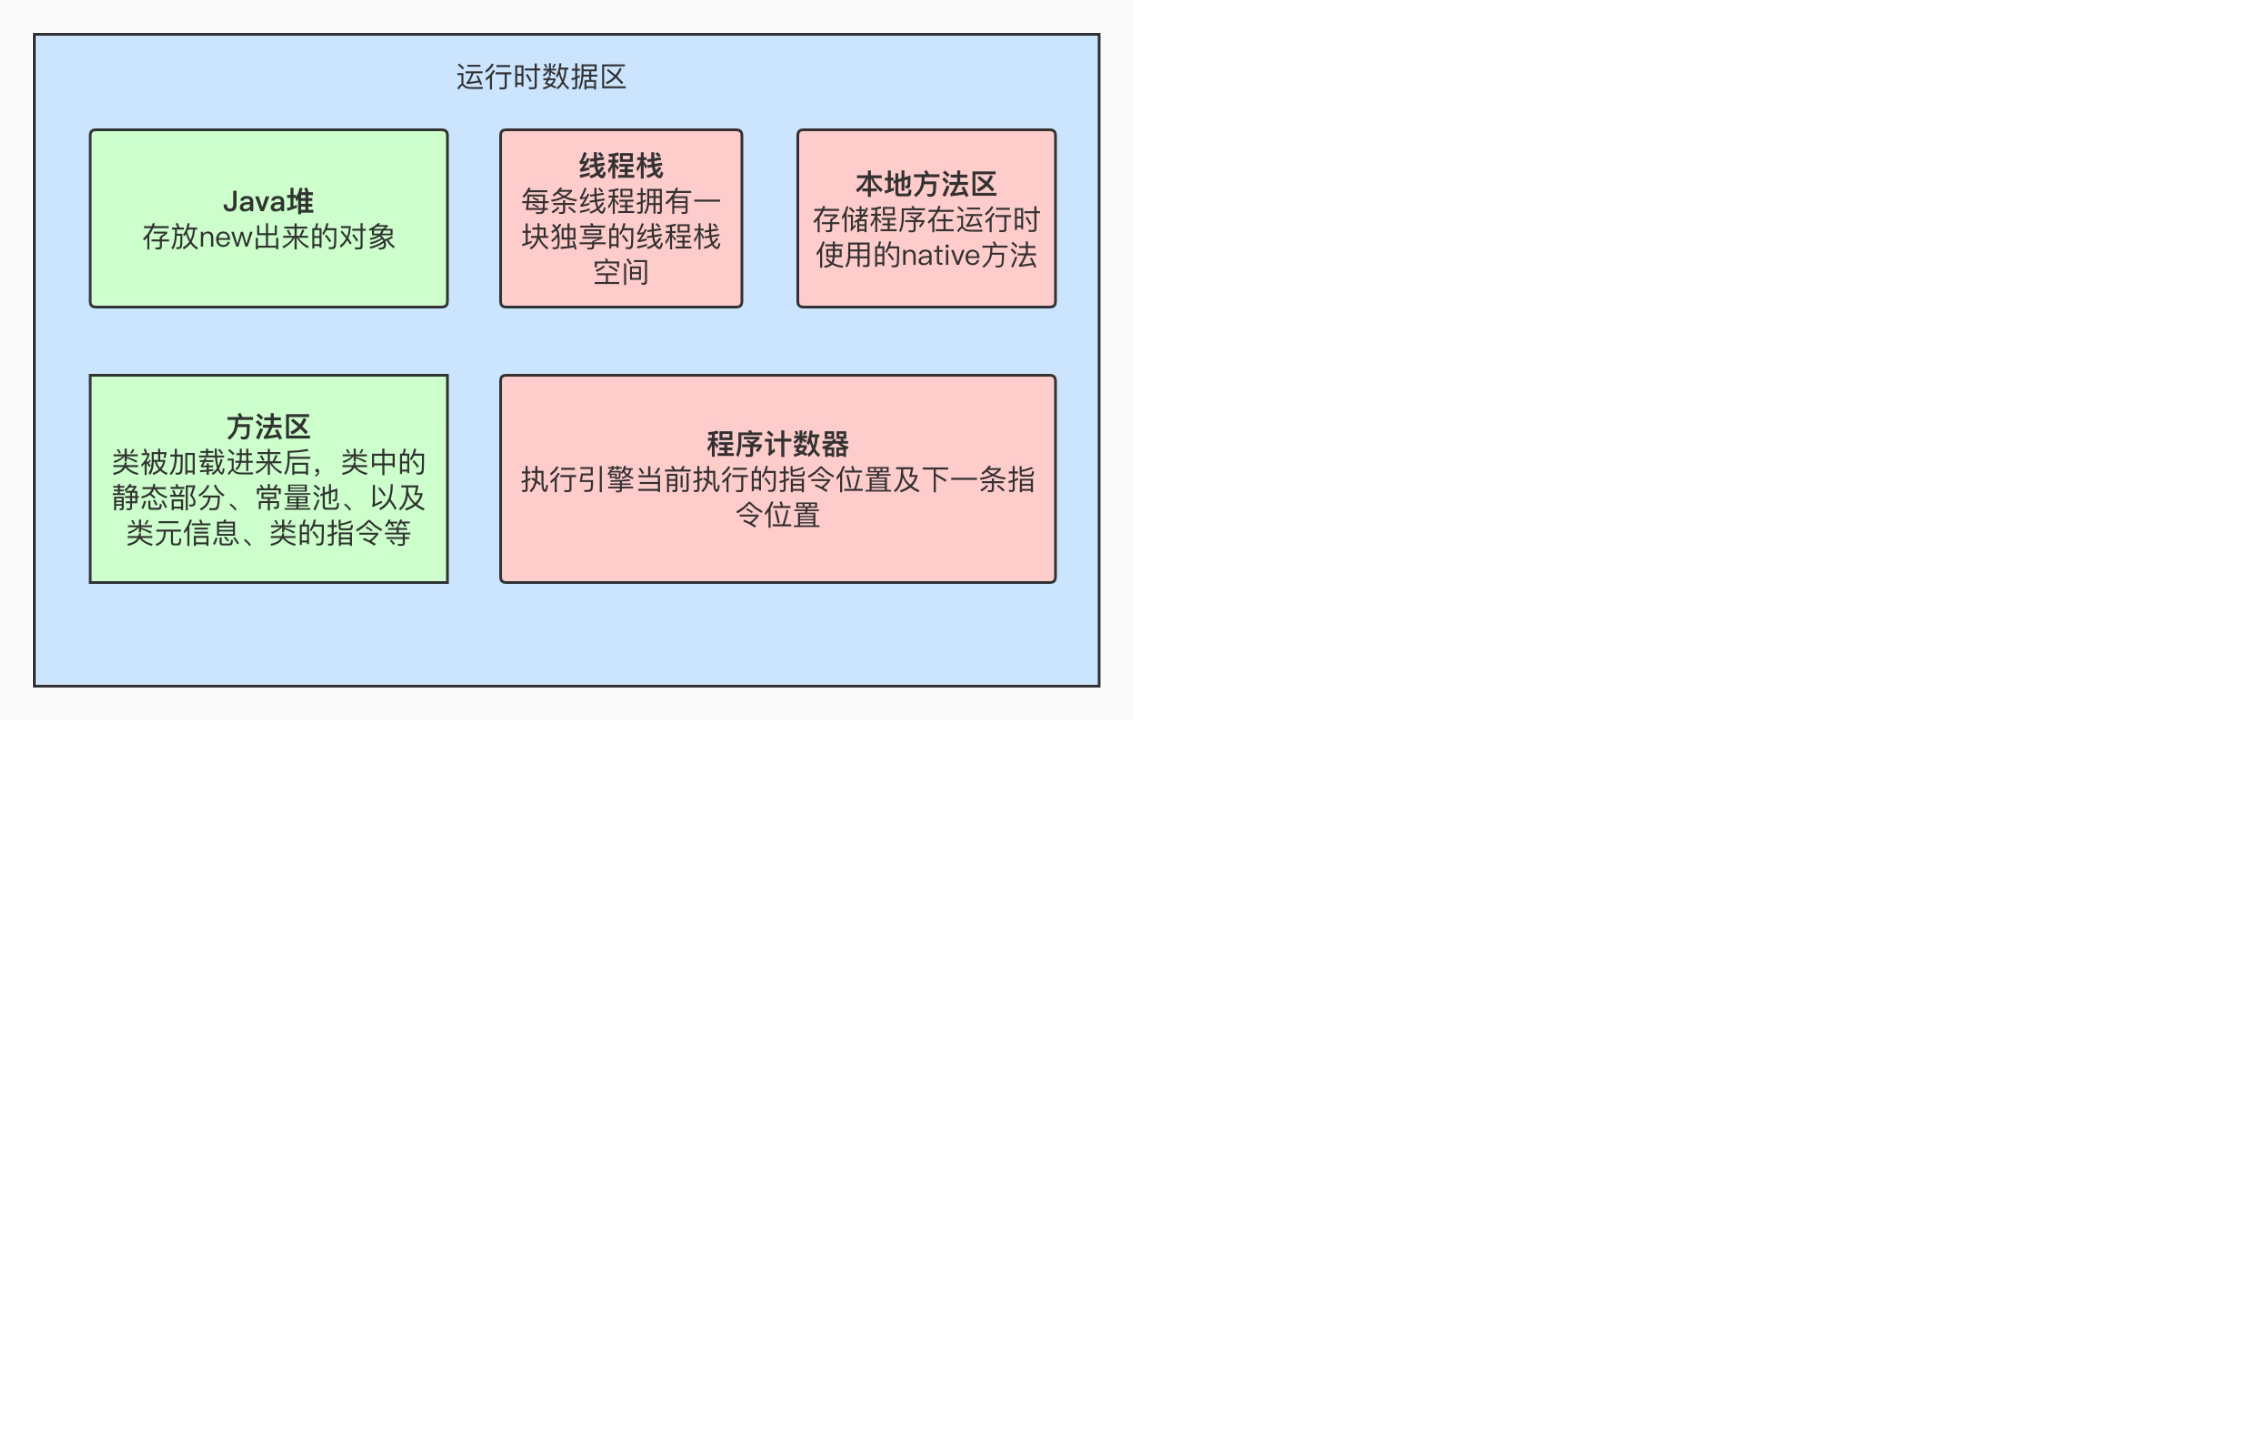 运行时数据区
Java堆
存放new出来的对象
线程栈
每条线程拥有一
块独享的线程栈
空间
本地方法区
存储程序在运行时
使用的native方法
方法区
类被加载进来后，类中的
静态部分、常量池、以及
类元信息、类的指令等
程序计数器
执行引擎当前执行的指令位置及下一条指
令位置